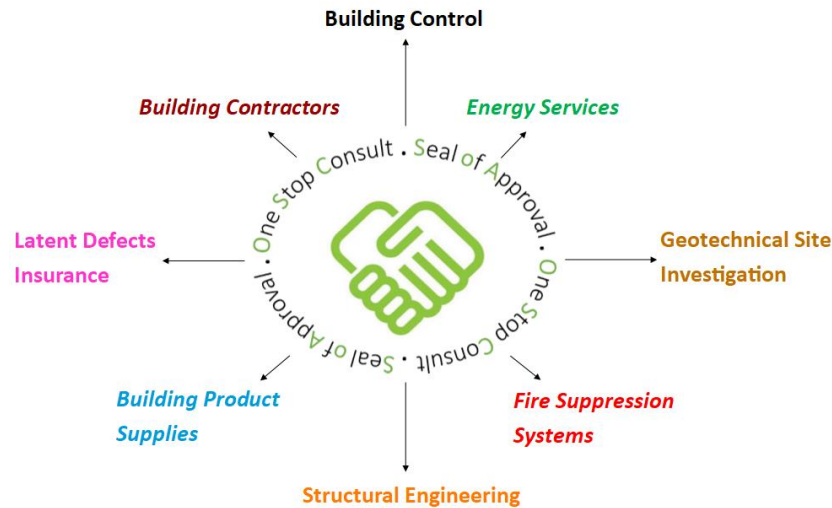 Building Control
Building Contractors
Energy Services
One Stop Consult . Seal of Approval . One Stop Consult . Seal of Approval .
Latent Defects
Insurance
Geotechnical Site
Investigation
Building Product
Supplies
Fire Suppression
Systems
Structural Engineering